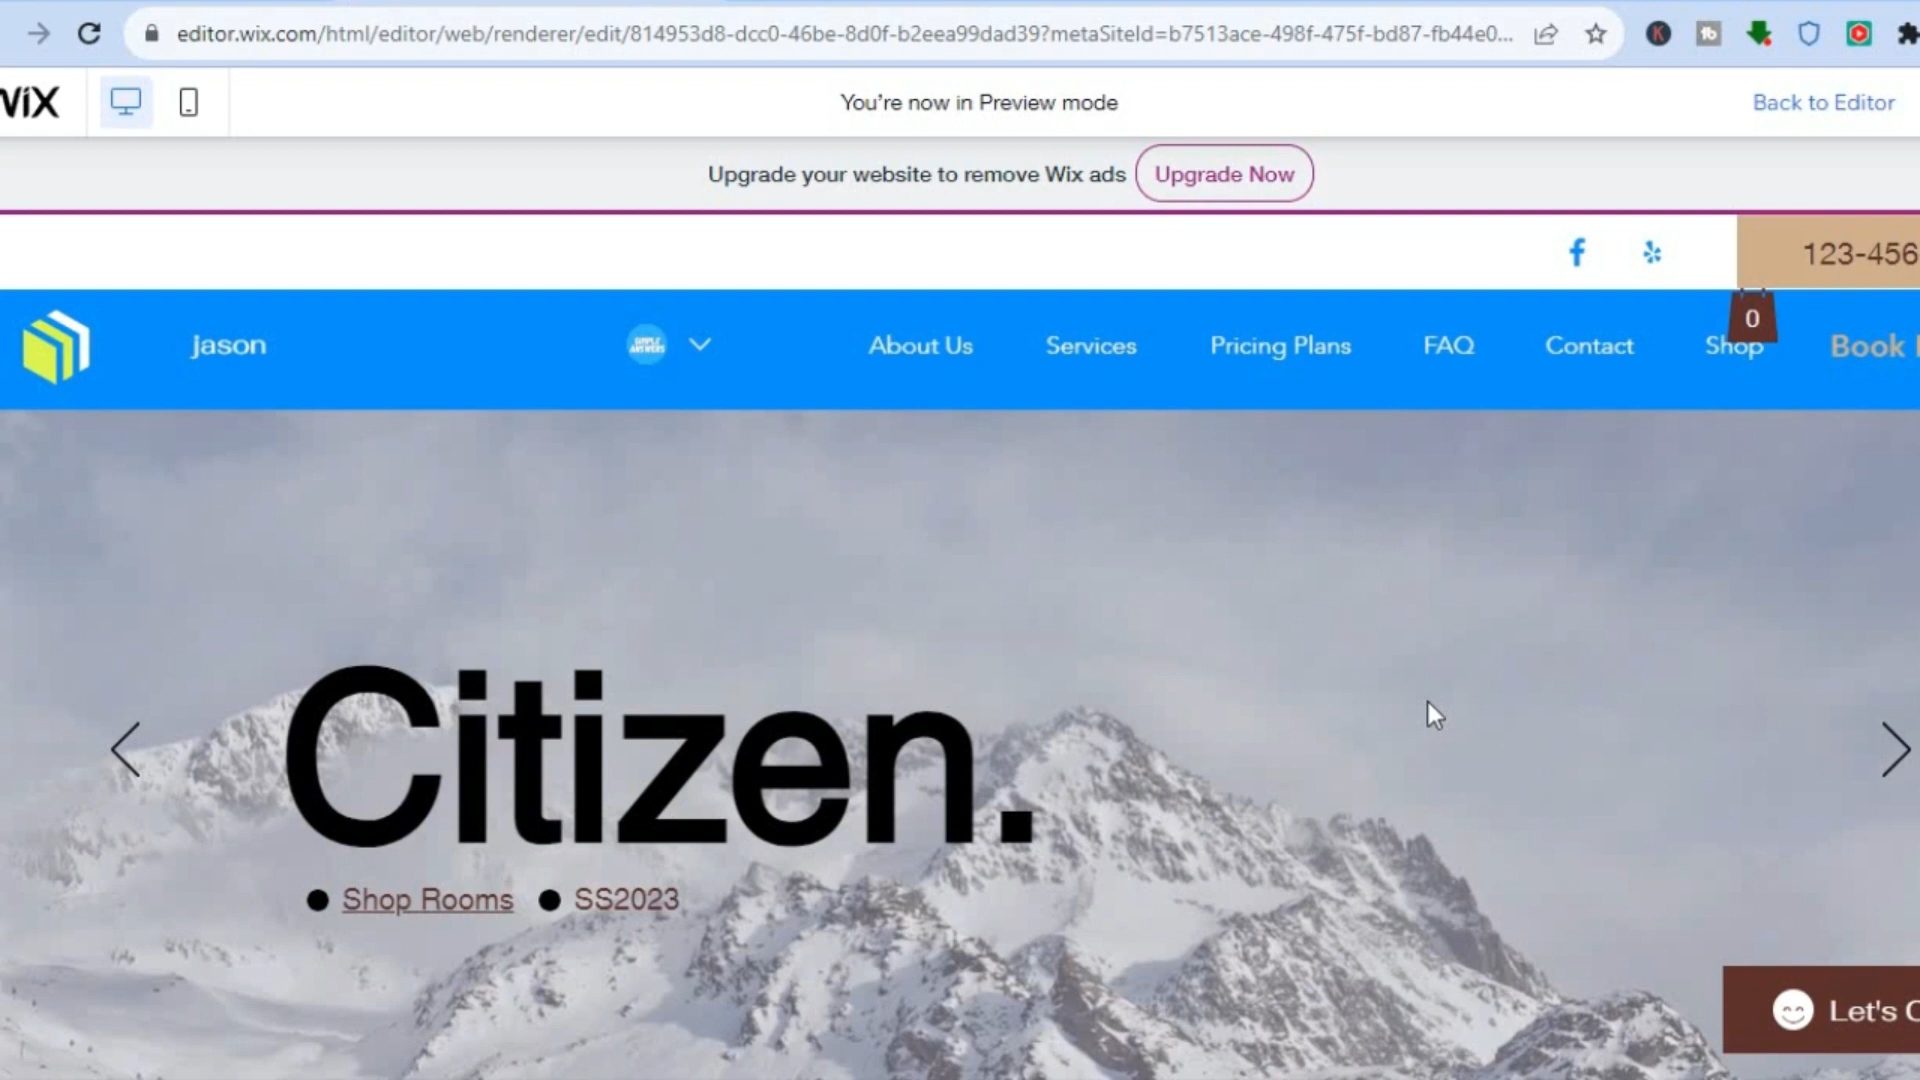 editor.wix.com/html/editor/web/renderer/edit/814953d8-dcc0-46be-8d0f-b2eea99dad39?metaSiteId=b7513ace-498f-475f-bd87-fb44e0...
WiX
You're now in Preview mode
Back to Editor
Upgrade your website to remove Wix ads
Upgrade Now
123-456
0
jason
SIMPLE
ANSWERS
About Us
Services
Pricing Plans
FAQ
Contact
Shop
Book
Citizen.
Shop Rooms
SS2023
Let's